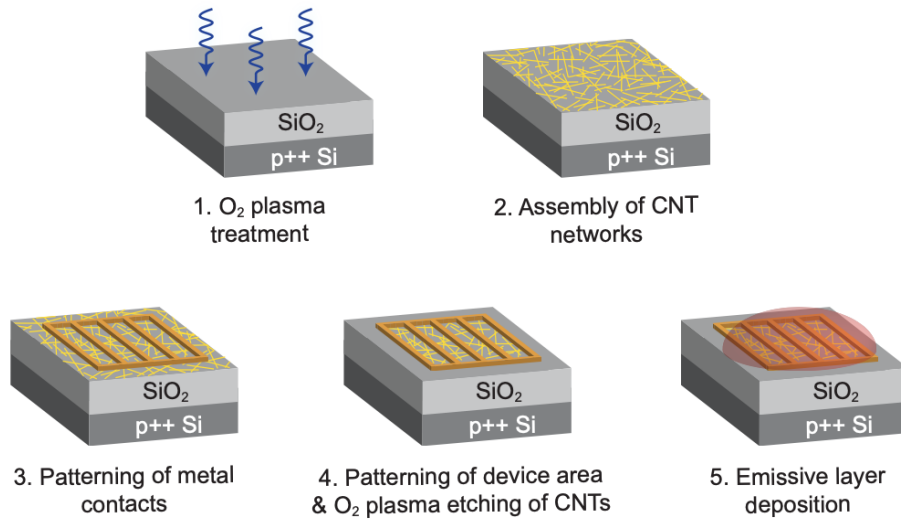 SiO₂
p++ Si
1. O₂ plasma
treatment
SiO₂
p++ Si
2. Assembly of CNT
networks
SiO₂
p++ Si
3. Patterning of metal
contacts
SiO₂
p++ Si
4. Patterning of device area
& O₂ plasma etching of CNTs
SiO₂
p++ Si
5. Emissive layer
deposition